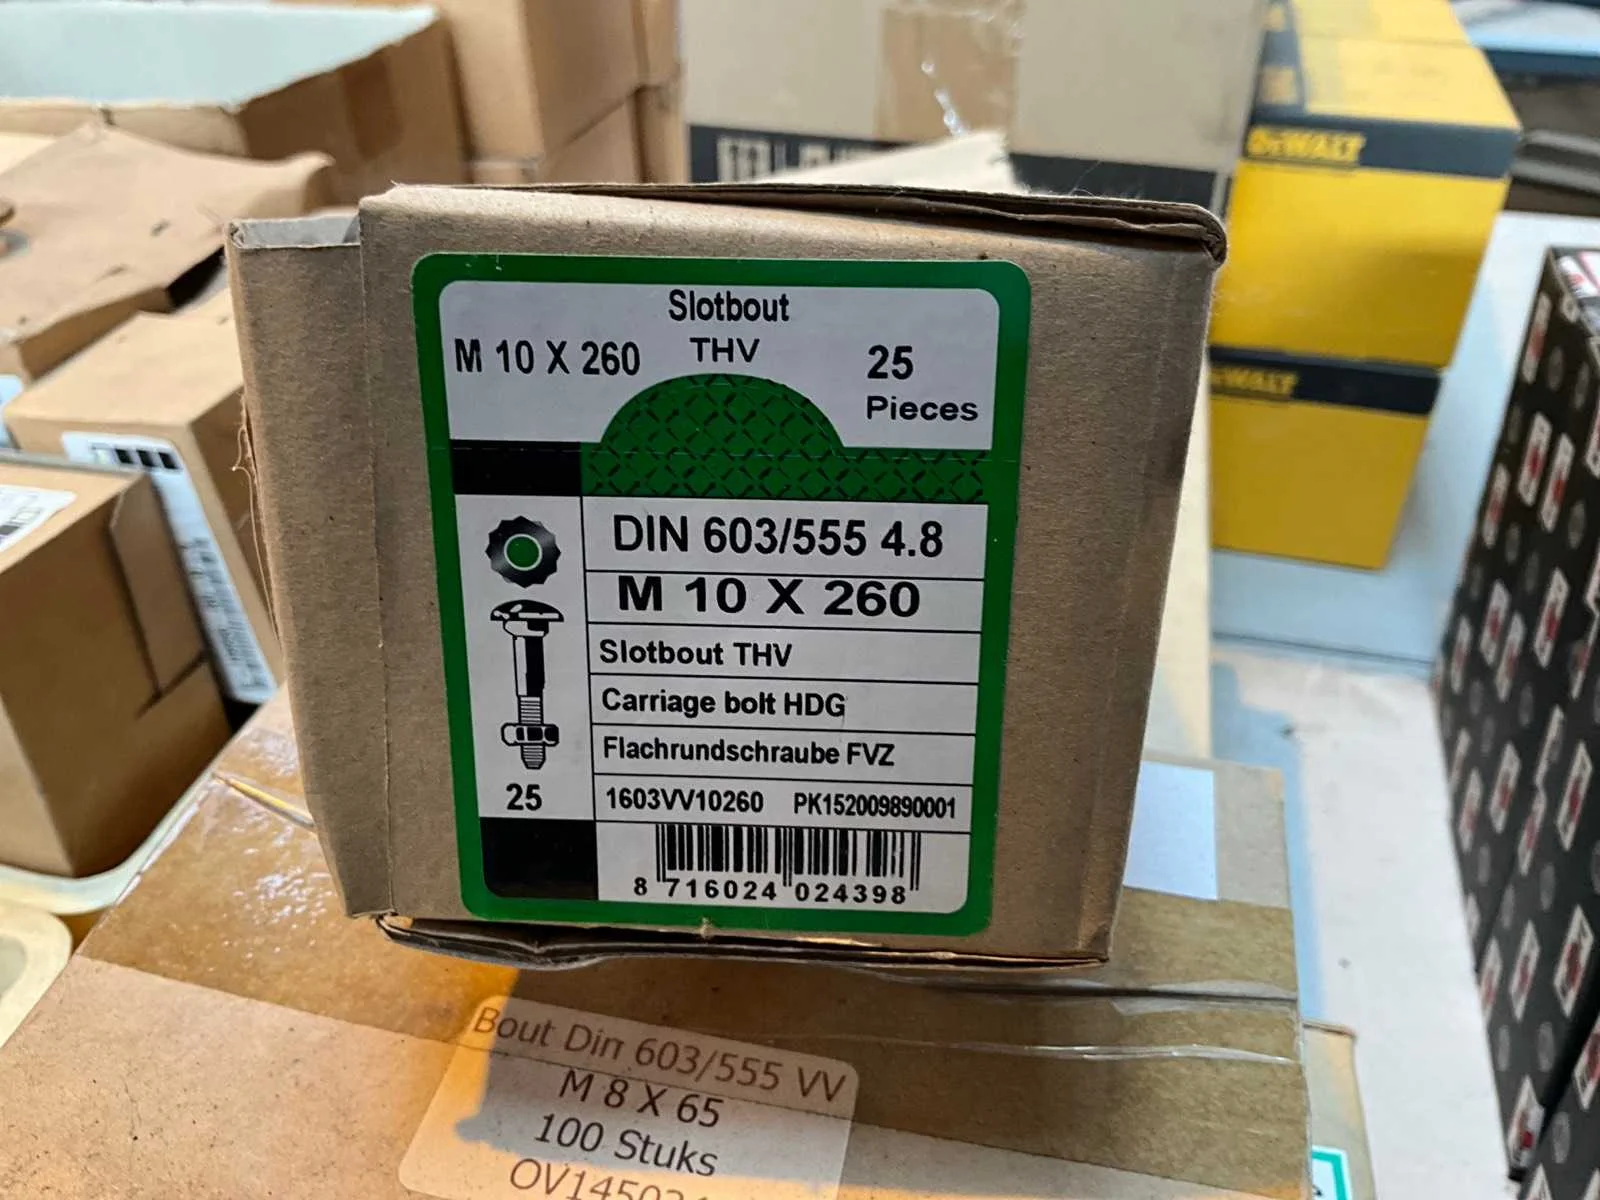 DEWALT
DEWALT
Slotbout
M 10 X 260
THV
25
Pieces
DIN 603/555 4.8
M 10 X 260
Slotbout THV
Carriage bolt HDG
Flachrundschraube FVZ
25
1603VV10260 PK152009890001
8 716024 024398
Bout Din 603/555 VV
M 8 X 65
100 Stuks